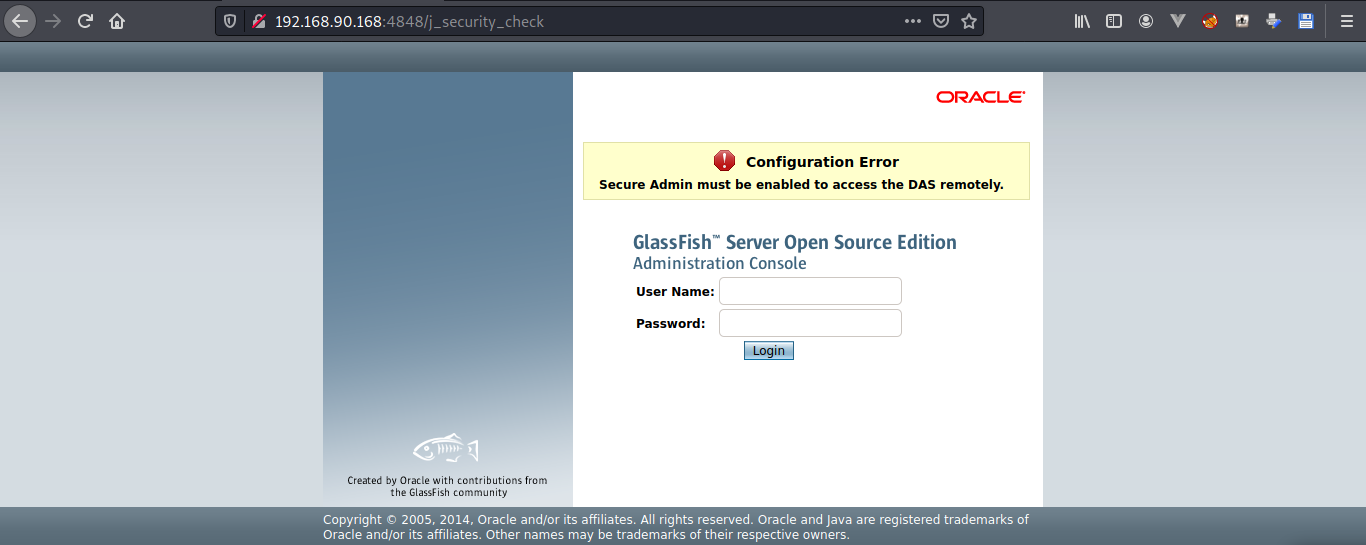 192.168.90.168:4848/j_security_check
ORACLE
Configuration Error
Secure Admin must be enabled to access the DAS remotely.
GlassFish™ Server Open Source Edition
Administration Console
User Name:
Password:
Login
Created by Oracle with contributions from
the GlassFish community
Copyright © 2005, 2014, Oracle and/or its affiliates. All rights reserved. Oracle and Java are registered trademarks of
Oracle and/or its affiliates. Other names may be trademarks of their respective owners.